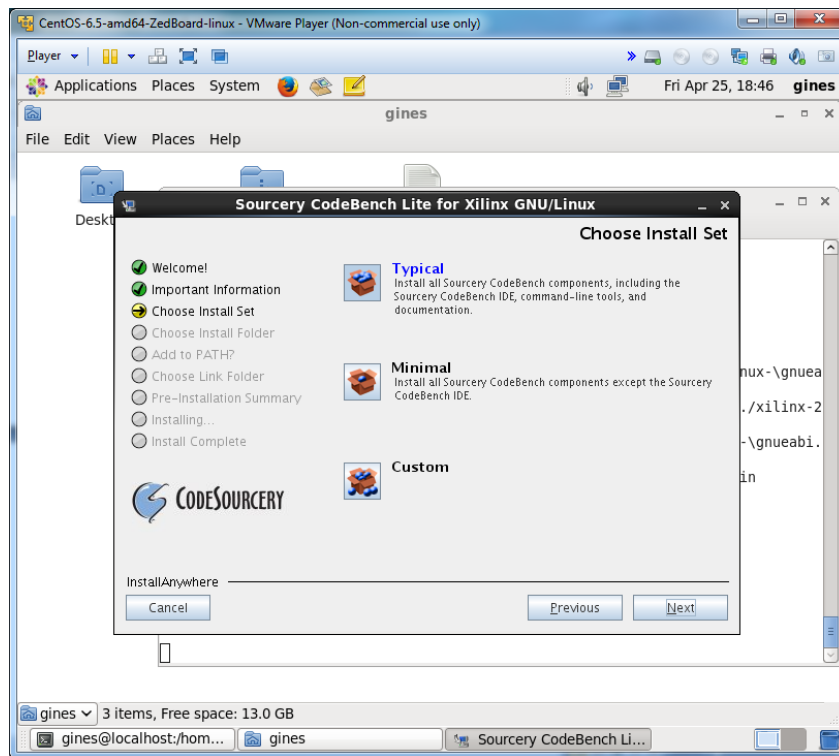 CentOS-6.5-amd64-ZedBoard-linux - VMware Player (Non-commercial use only)
Player
Applications Places System Fri Apr 25, 18:46 gines
gines
File Edit View Places Help
Sourcery CodeBench Lite for Xilinx GNU/Linux
Choose Install Set
Welcome!
Important Information
Choose Install Set
Choose Install Folder
Add to PATH?
Choose Link Folder
Pre-Installation Summary
Installing...
Install Complete
CODESOURCERY
Typical
Install all Sourcery CodeBench components, including the
Sourcery CodeBench IDE, command-line tools, and
documentation.
Minimal
Install all Sourcery CodeBench components except the Sourcery
CodeBench IDE.
Custom
InstallAnywhere
Cancel Previous Next
Deskt
nux-\gnuea
./xilinx-2
-\gnueabi.
in
gines 3 items, Free space: 13.0 GB
gines@localhost:/hom... gines Sourcery CodeBench Li...